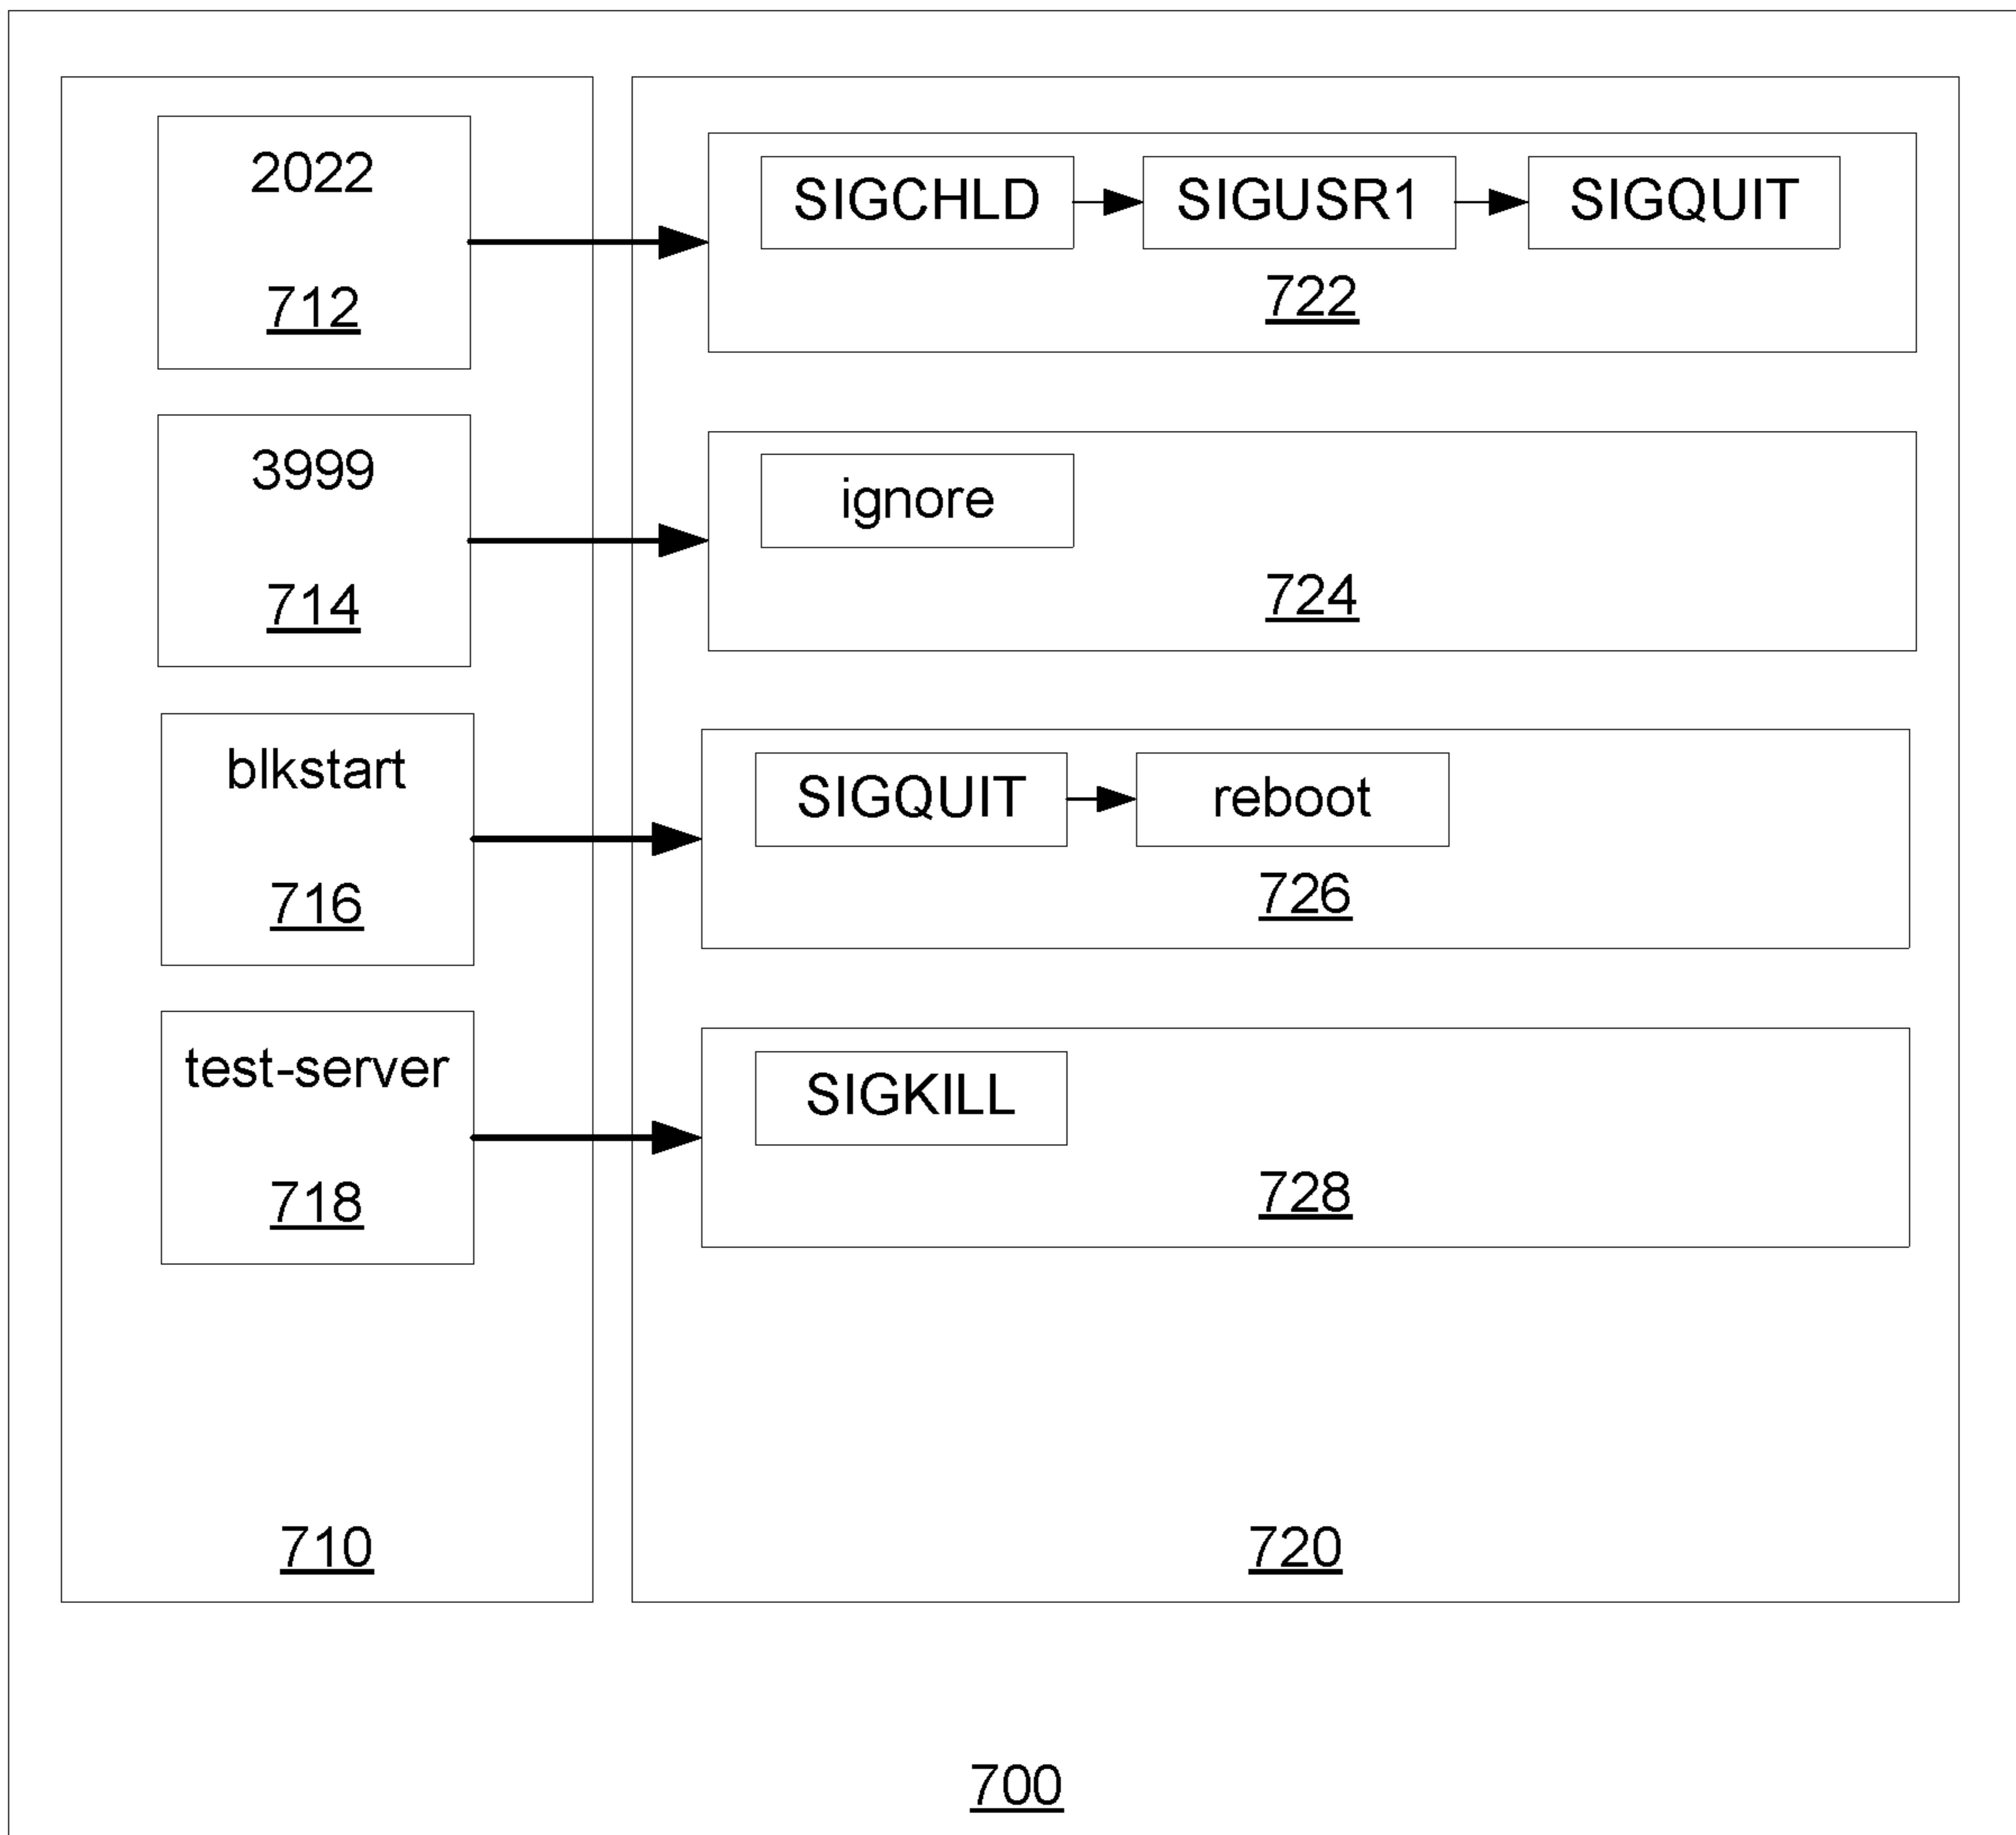 2022
712
SIGCHLD SIGUSR1 SIGQUIT
722
3999
714
ignore
724
blkstart
716
SIGQUIT reboot
726
test-server
718
SIGKILL
728
710
720
700